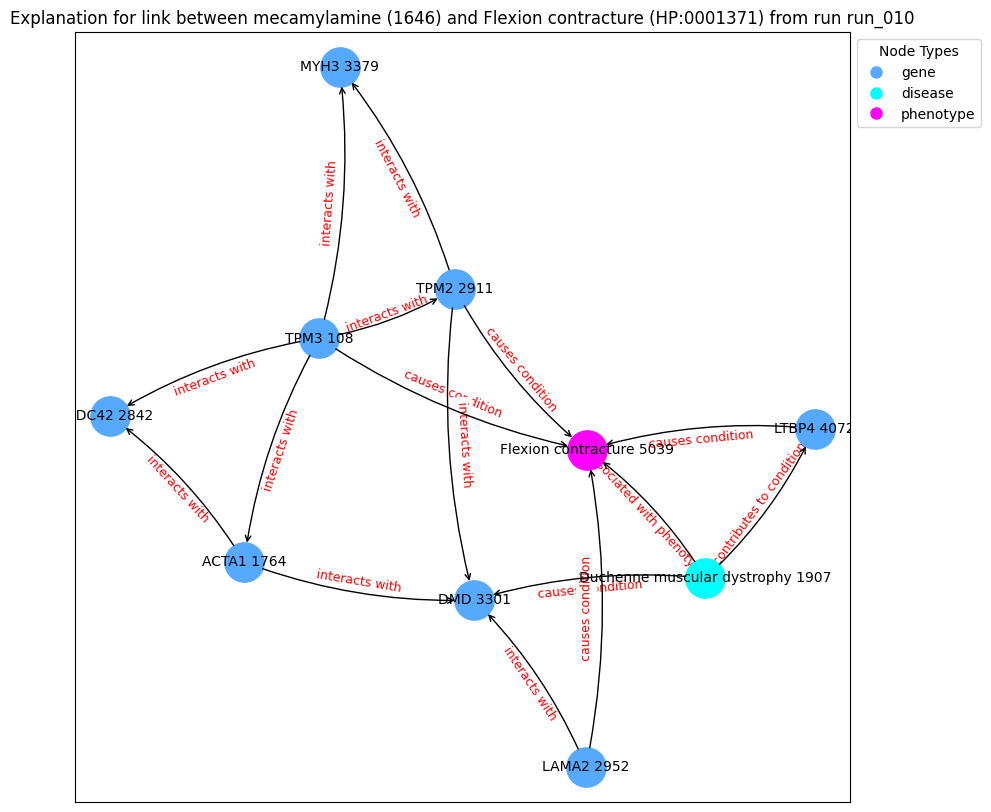 Explanation for link between mecamylamine (1646) and Flexion contracture (HP:0001371) from run run_010
Node Types
gene
disease
phenotype
MYH3 3379
interacts with
interacts with
TPM2 2911
interacts with
TPM3 108
interacts with
causes condition
causes condition
interacts with
interacts with
DC42 2842
LTBP4 4072
causes condition
Flexion contracture 5039
interacts with
sociated with phenoty
contributes to condition
ACTA1 1764
interacts with
Duchenne muscular dystrophy 1907
causes condition
DMD 3301
causes condition
interacts with
LAMA2 2952